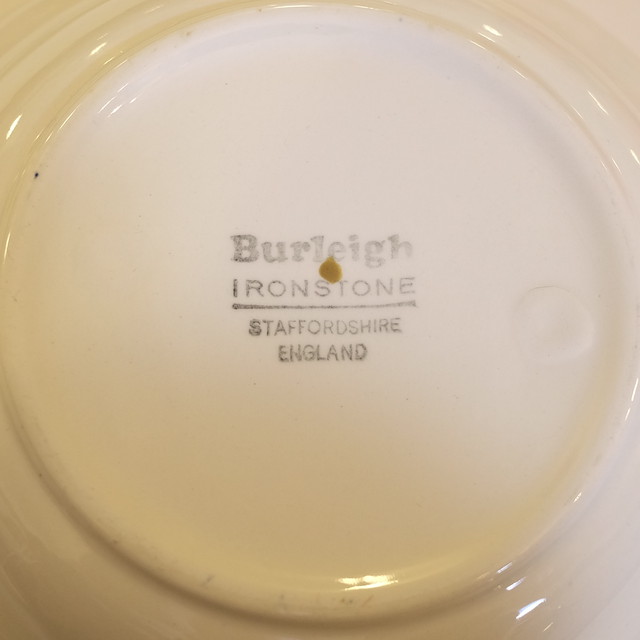 Burleigh
IRONSTONE
STAFFORDSHIRE
ENGLAND